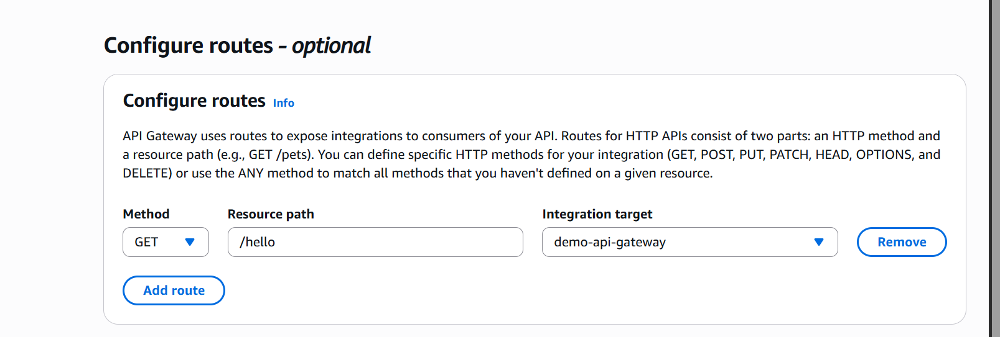 Configure routes - optional
Configure routes Info
API Gateway uses routes to expose integrations to consumers of your API. Routes for HTTP APIs consist of two parts: an HTTP method and
a resource path (e.g., GET /pets). You can define specific HTTP methods for your integration (GET, POST, PUT, PATCH, HEAD, OPTIONS, and
DELETE) or use the ANY method to match all methods that you haven't defined on a given resource.
Method Resource path Integration target
GET /hello demo-api-gateway Remove
Add route